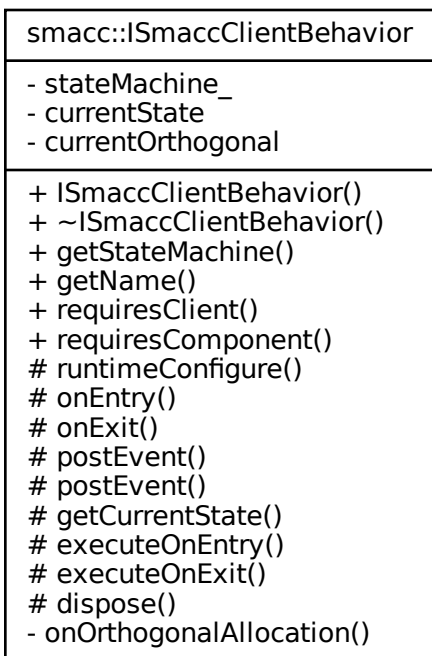 smacc::ISmaccClientBehavior
- stateMachine_
- currentState
- currentOrthogonal
+ ISmaccClientBehavior()
+ ~ISmaccClientBehavior()
+ getStateMachine()
+ getName()
+ requiresClient()
+ requiresComponent()
# runtimeConfigure()
# onEntry()
# onExit()
# postEvent()
# postEvent()
# getCurrentState()
# executeOnEntry()
# executeOnExit()
# dispose()
- onOrthogonalAllocation()